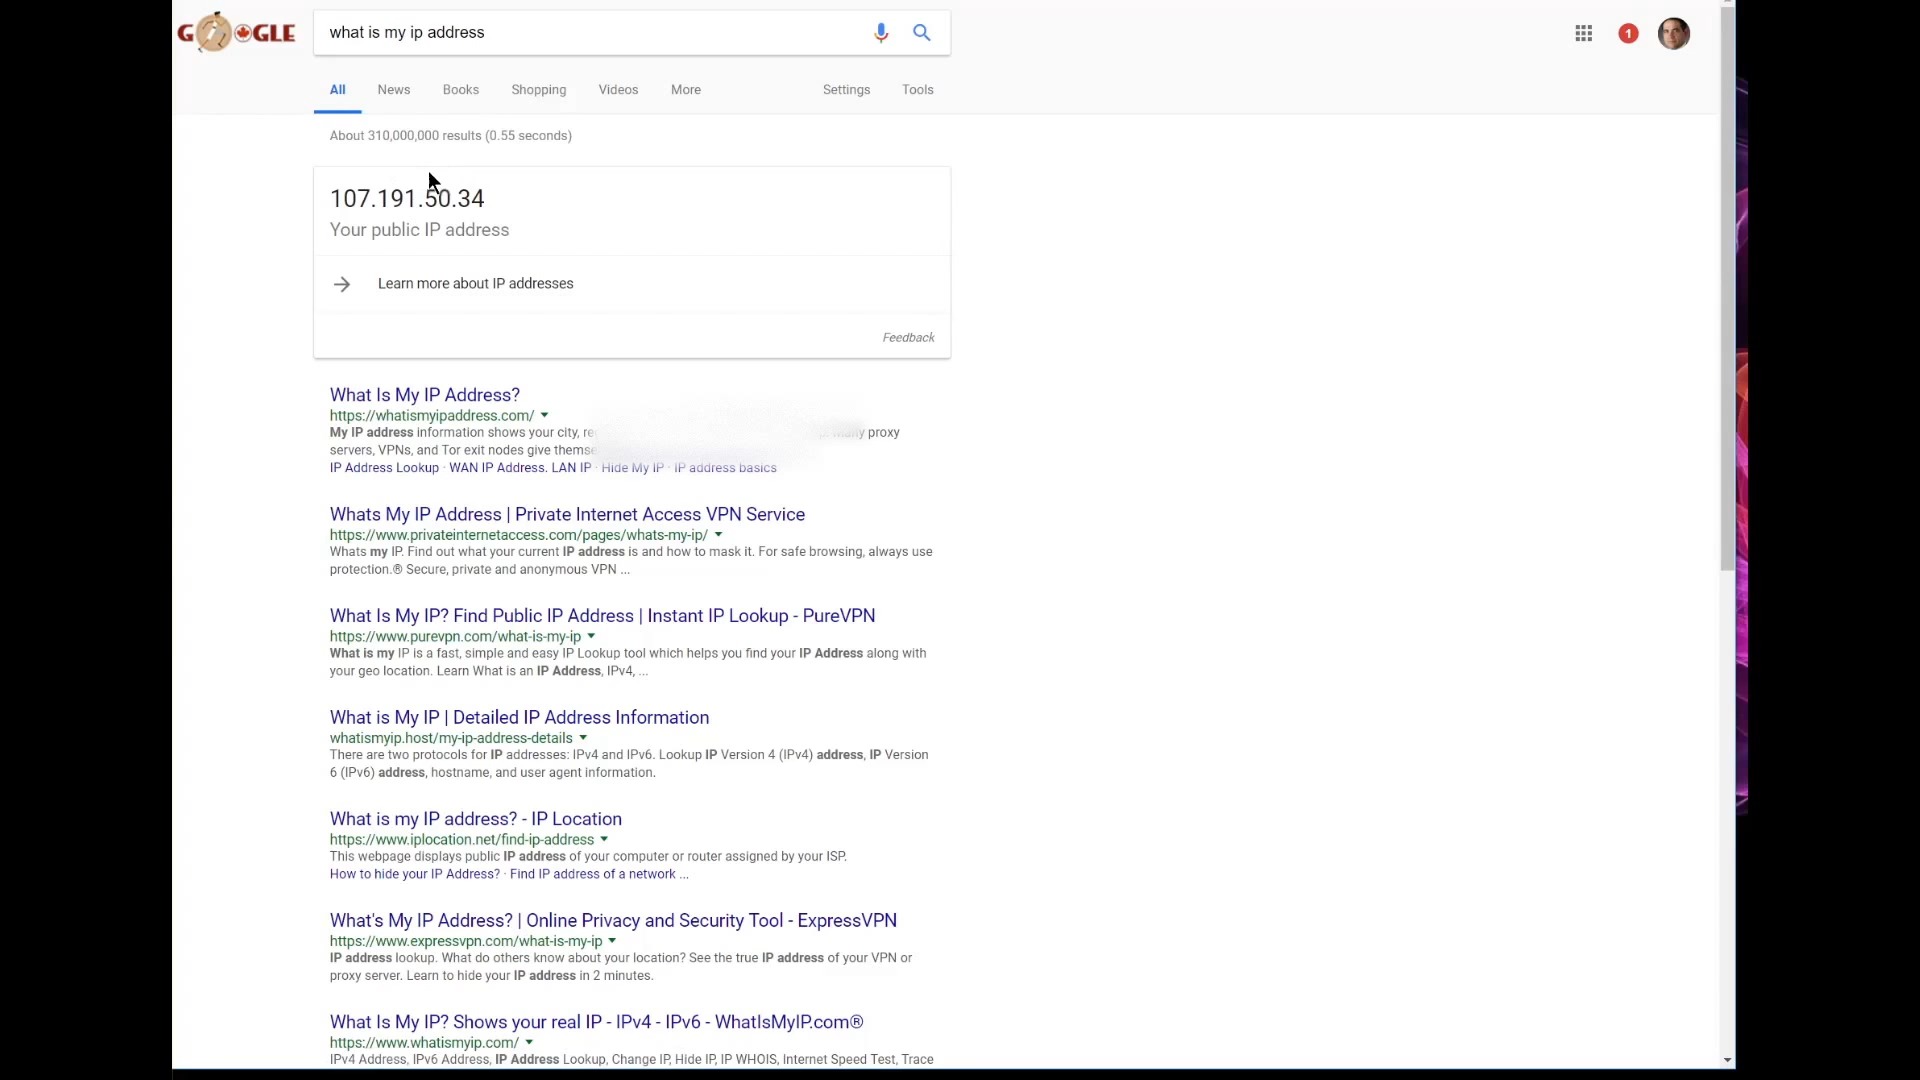 GOOGLE
what is my ip address
1
All News Books Shopping Videos More Settings Tools
About 310,000,000 results (0.55 seconds)
107.191.50.34
Your public IP address
Learn more about IP addresses
Feedback
What Is My IP Address?
https://whatismyipaddress.com/
My IP address information shows your city, proxy
servers, VPNs, and Tor exit nodes give
IP Address Lookup · WAN IP Address. LAN IP · Hide My IP · IP address basics
Whats My IP Address | Private Internet Access VPN Service
https://www.privateinternetaccess.com/pages/whats-my-ip/
Whats my IP. Find out what your current IP address is and how to mask it. For safe browsing, always use
protection.® Secure, private and anonymous VPN ...
What Is My IP? Find Public IP Address | Instant IP Lookup - PureVPN
https://www.purevpn.com/what-is-my-ip
What is my IP is a fast, simple and easy IP Lookup tool which helps you find your IP Address along with
your geo location. Learn What is an IP Address, IPv4, ...
What is My IP | Detailed IP Address Information
whatismyip.host/my-ip-address-details
There are two protocols for IP addresses: IPv4 and IPv6. Lookup IP Version 4 (IPv4) address, IP Version
6 (IPv6) address, hostname, and user agent information.
What is my IP address? - IP Location
https://www.iplocation.net/find-ip-address
This webpage displays public IP address of your computer or router assigned by your ISP.
How to hide your IP Address? · Find IP address of a network ...
What's My IP Address? | Online Privacy and Security Tool - ExpressVPN
https://www.expressvpn.com/what-is-my-ip
IP address lookup. What do others know about your location? See the true IP address of your VPN or
proxy server. Learn to hide your IP address in 2 minutes.
What Is My IP? Shows your real IP - IPv4 - IPv6 - WhatIsMyIP.com®
https://www.whatismyip.com/
IPv4 Address, IPv6 Address, IP Address Lookup, Change IP, Hide IP, IP WHOIS, Internet Speed Test, Trace